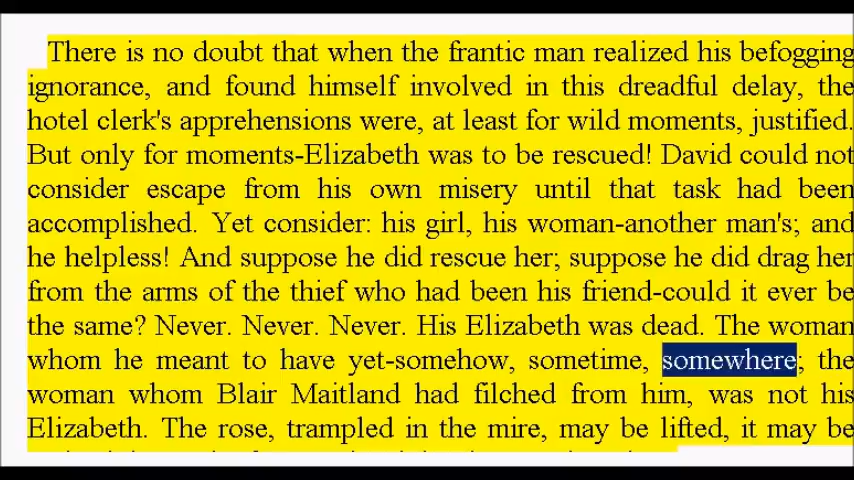 There is no doubt that when the frantic man realized his befogging
ignorance, and found himself involved in this dreadful delay, the
hotel clerk's apprehensions were, at least for wild moments, justified.
But only for moments-Elizabeth was to be rescued! David could not
consider escape from his own misery until that task had been
accomplished. Yet consider: his girl, his woman-another man's; and
he helpless! And suppose he did rescue her; suppose he did drag her
from the arms of the thief who had been his friend-could it ever be
the same? Never. Never. Never. His Elizabeth was dead. The woman
whom he meant to have yet-somehow, sometime, somewhere; the
woman whom Blair Maitland had filched from him, was not his
Elizabeth. The rose, trampled in the mire, may be lifted, it may be